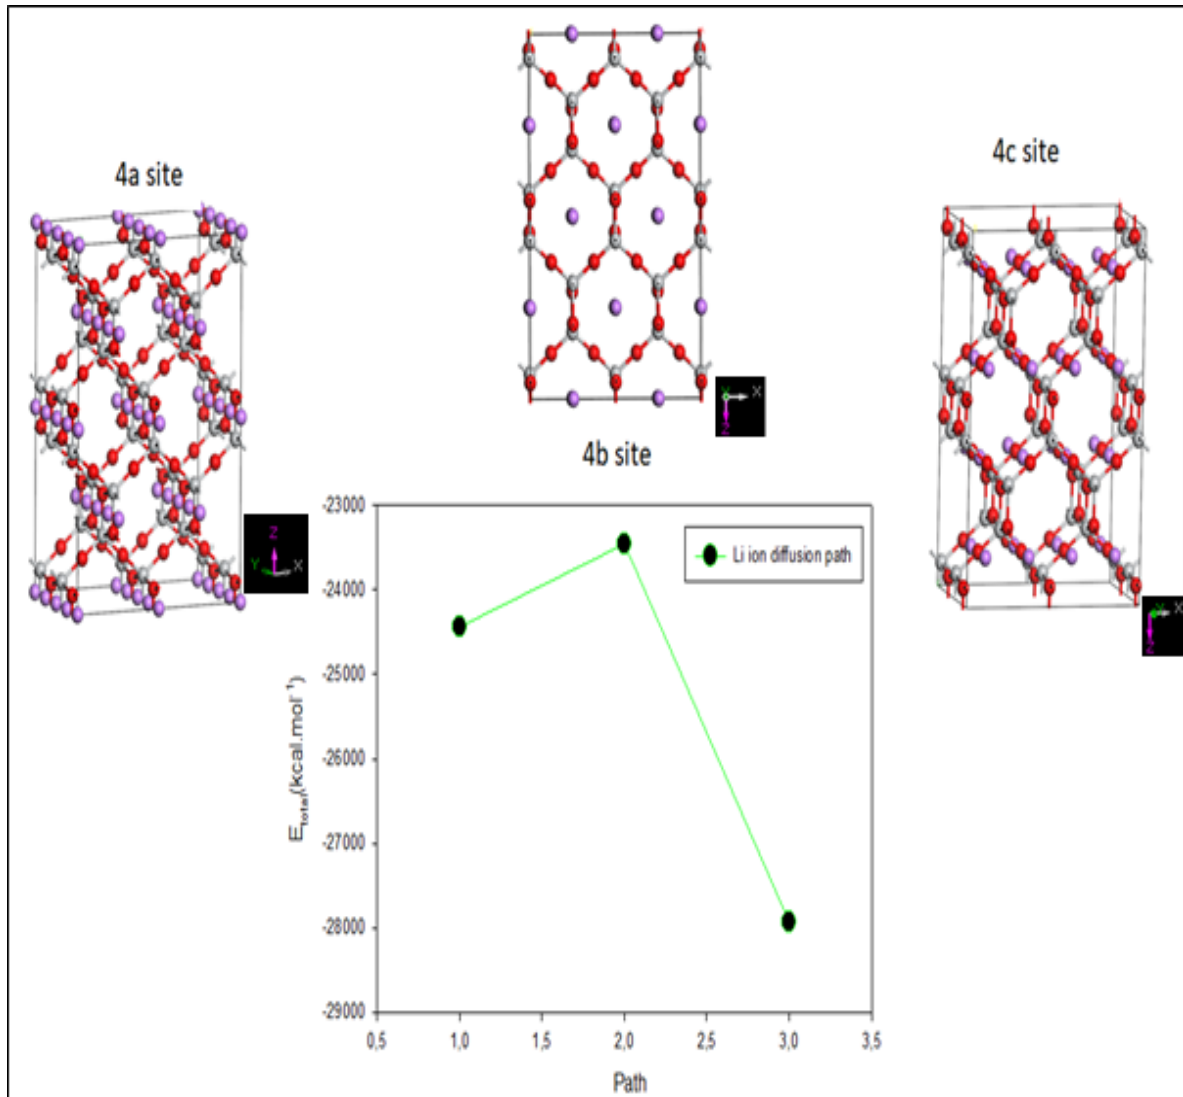 4a site
4b site
4c site
Z
Y
X
X
X
-23000
-24000
-25000
-26000
-27000
-28000
-29000
E_total(kcal.mol⁻¹)
Li ion diffusion path
0,5
1,0
1,5
2,0
2,5
3,0
3,5
Path